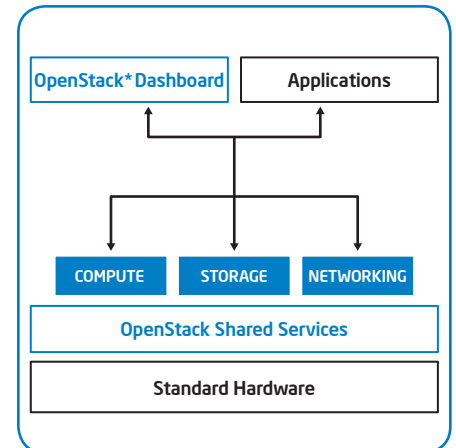 OpenStack* Dashboard
Applications
COMPUTE
STORAGE
NETWORKING
OpenStack Shared Services
Standard Hardware